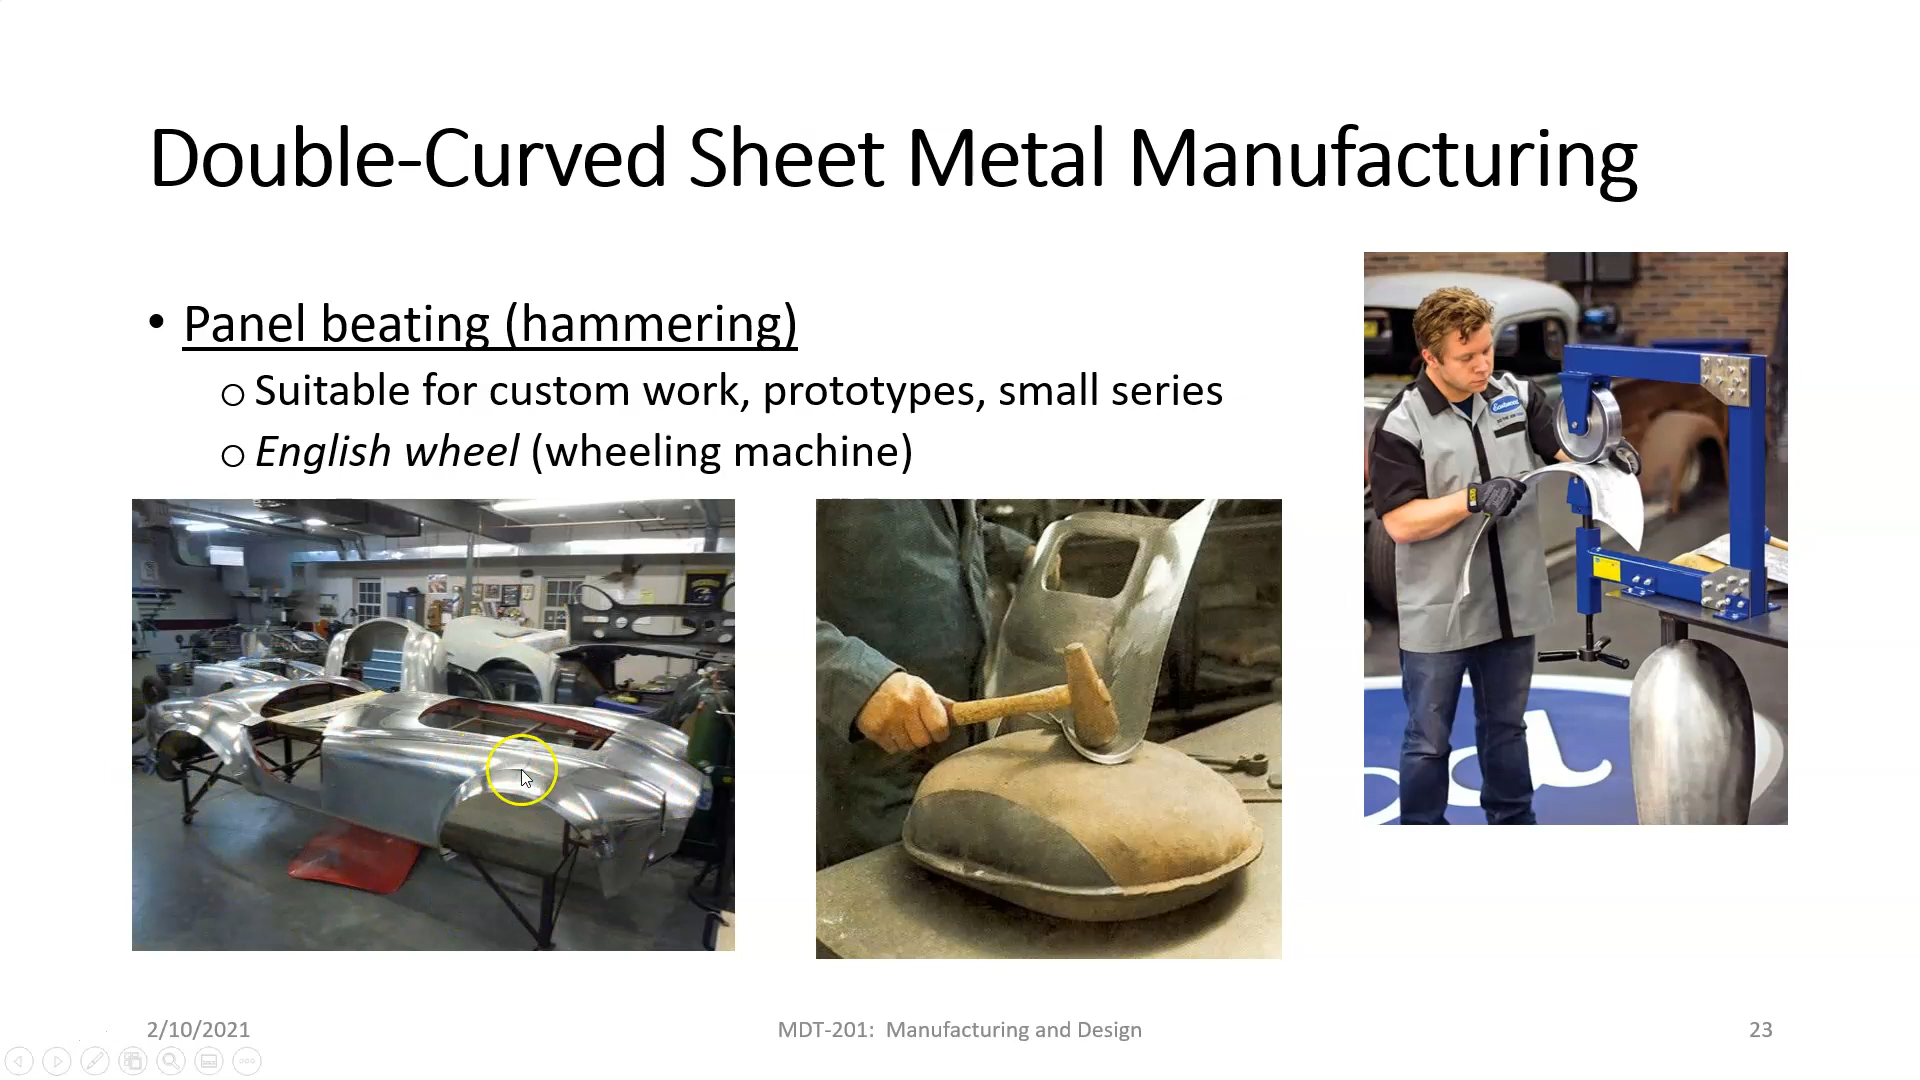 Double-Curved Sheet Metal Manufacturing
• Panel beating (hammering)
o Suitable for custom work, prototypes, small series
o English wheel (wheeling machine)
Eastwood
2/10/2021
MDT-201: Manufacturing and Design
23